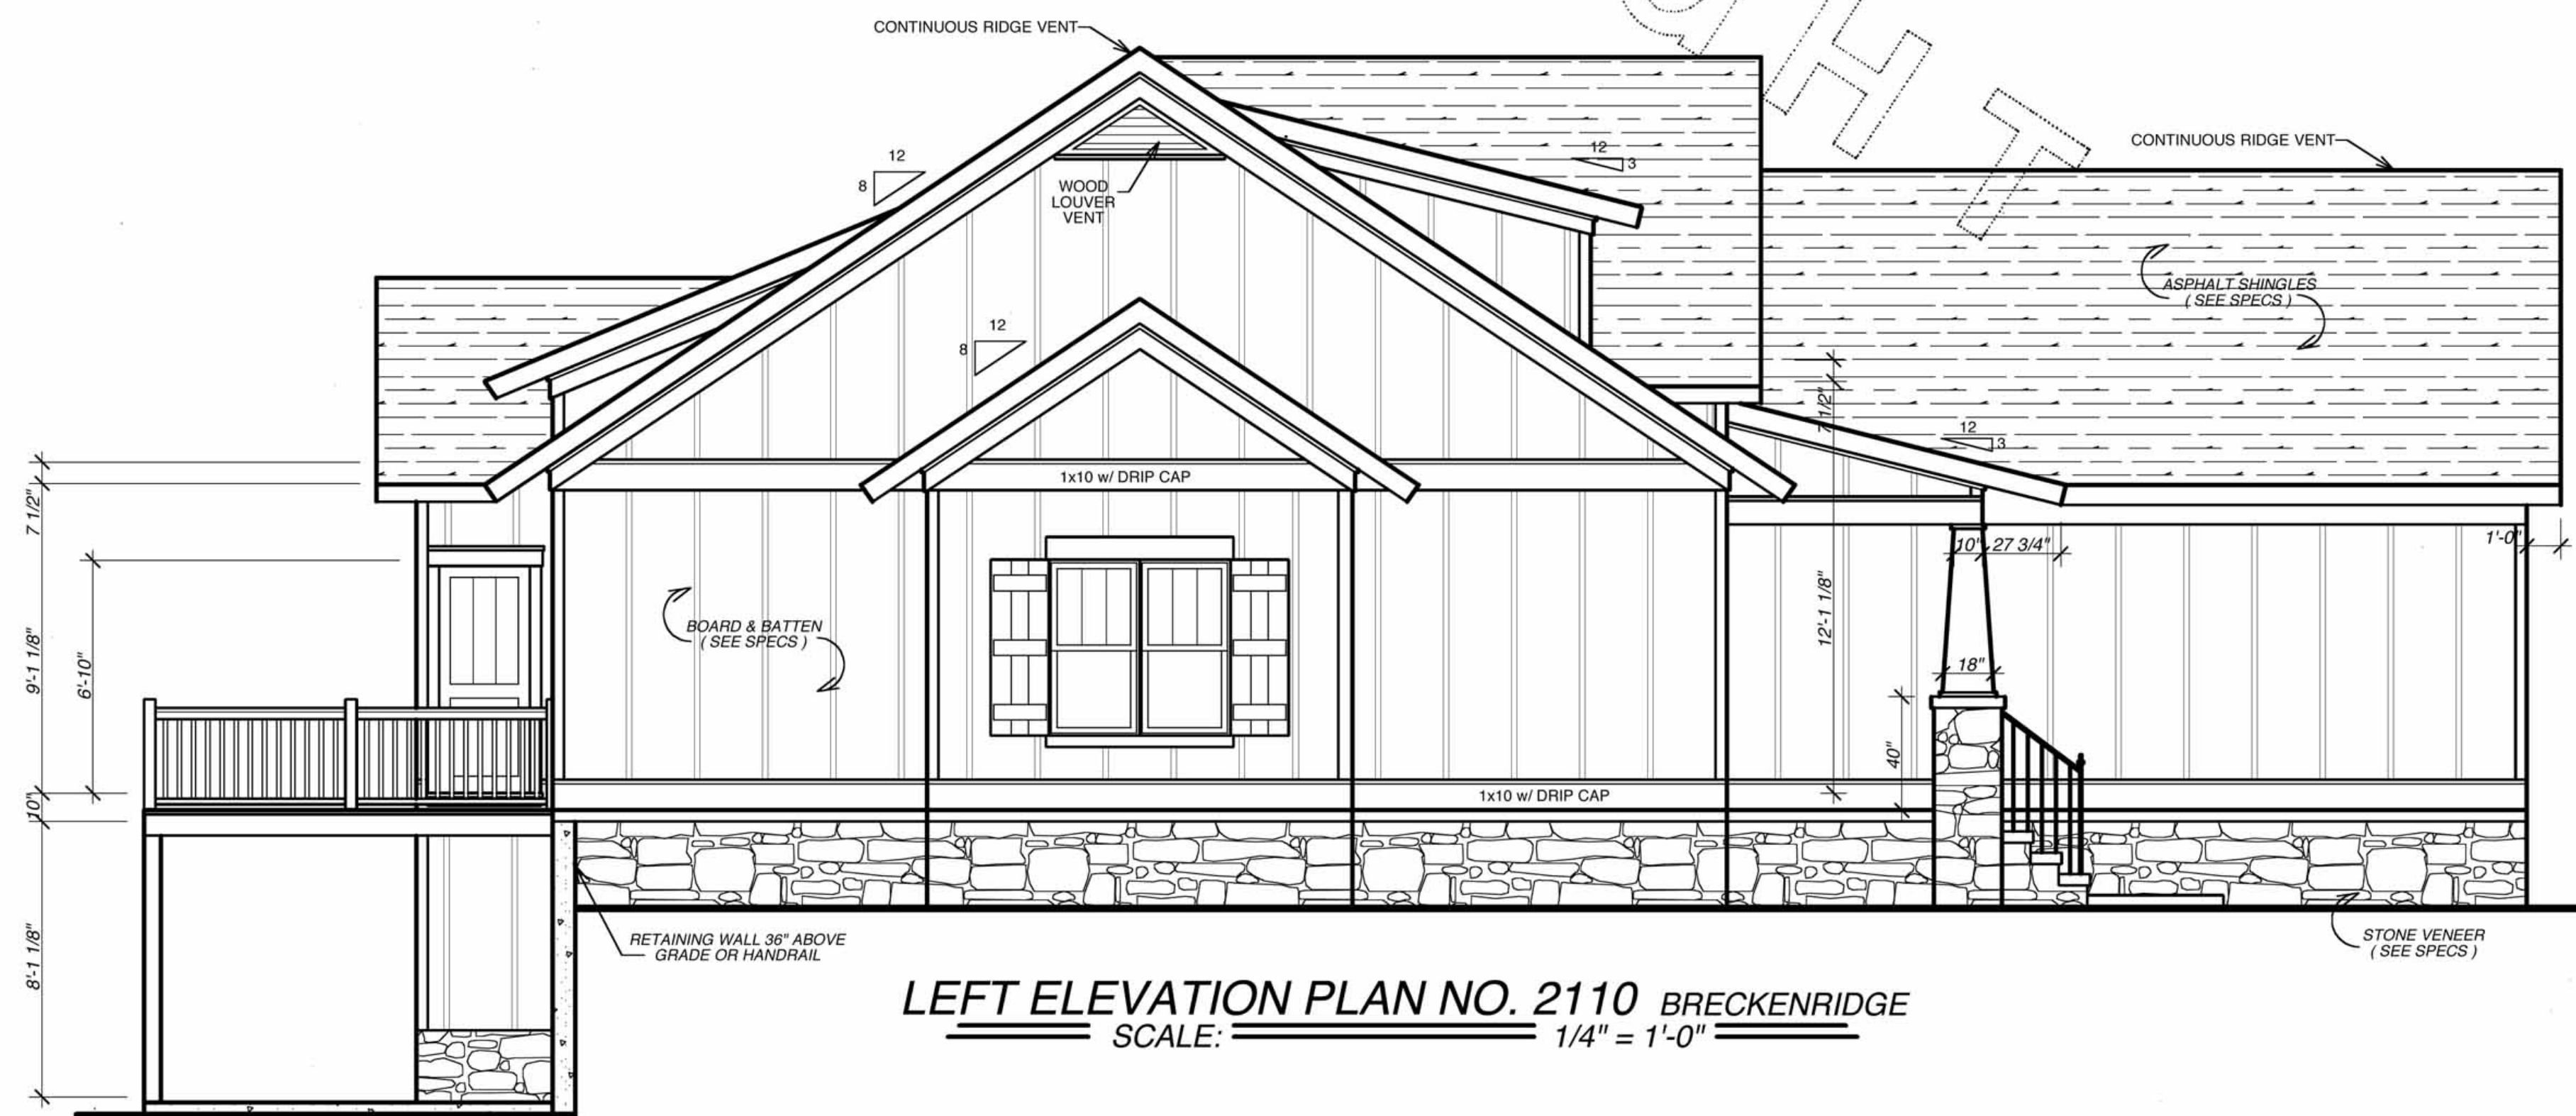 CONTINUOUS RIDGE VENT
GHT
CONTINUOUS RIDGE VENT
12
8
WOOD
LOUVER
VENT
12
3
ASPHALT SHINGLES
( SEE SPECS )
12
8
7 1/2"
12
3
1x10 w/ DRIP CAP
7 1/2"
10"
27 3/4"
1'-0"
9'-1 1/8"
6'-10"
BOARD & BATTEN
( SEE SPECS )
12'-1 1/8"
18"
40"
10"
1x10 w/ DRIP CAP
8'-1 1/8"
RETAINING WALL 36" ABOVE
GRADE OR HANDRAIL
STONE VENEER
( SEE SPECS )
LEFT ELEVATION PLAN NO. 2110 BRECKENRIDGE
SCALE: 1/4" = 1'-0"